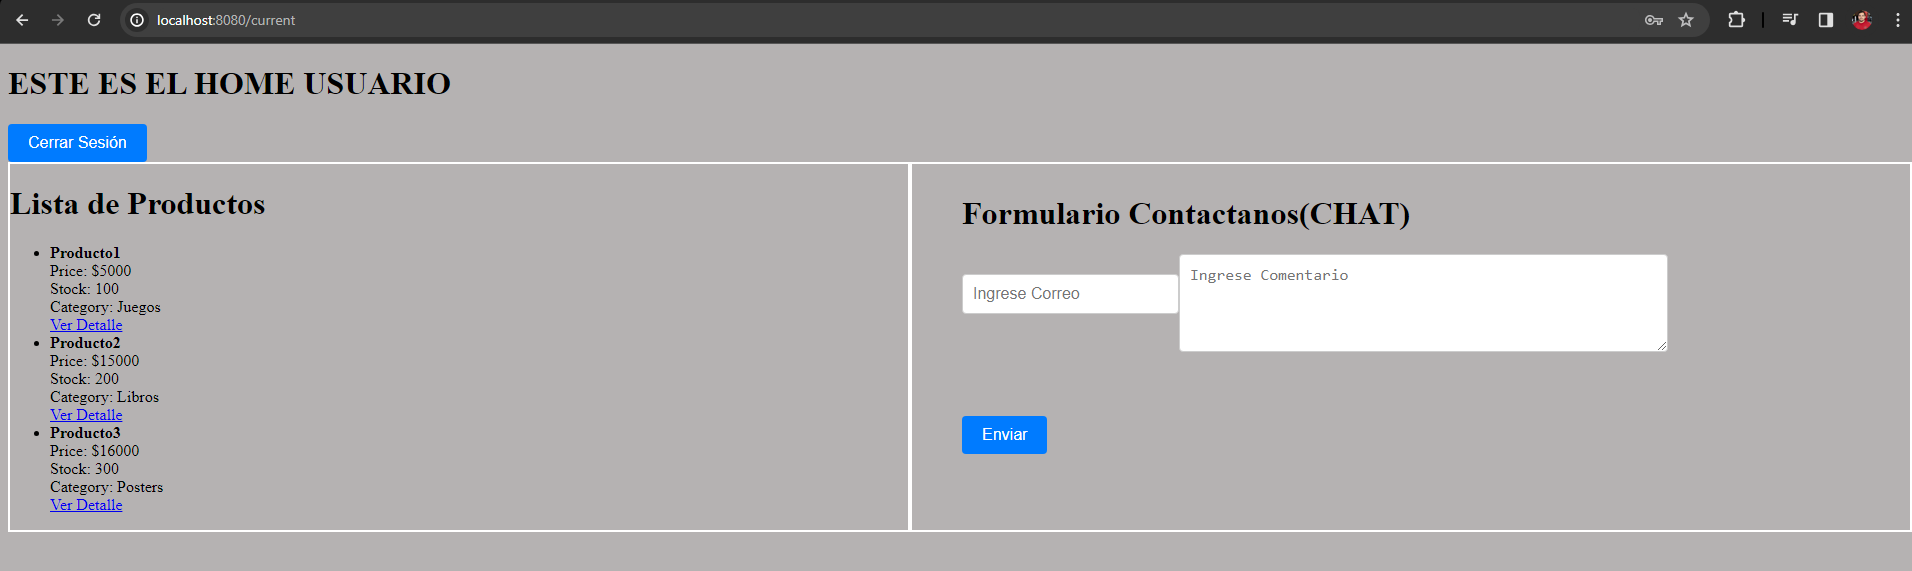 localhost:8080/current
ESTE ES EL HOME USUARIO
Cerrar Sesión
Lista de Productos
Producto1
Price: $5000
Stock: 100
Category: Juegos
Ver Detalle
Producto2
Price: $15000
Stock: 200
Category: Libros
Ver Detalle
Producto3
Price: $16000
Stock: 300
Category: Posters
Ver Detalle
Formulario Contactanos(CHAT)
Ingrese Correo
Ingrese Comentario
Enviar